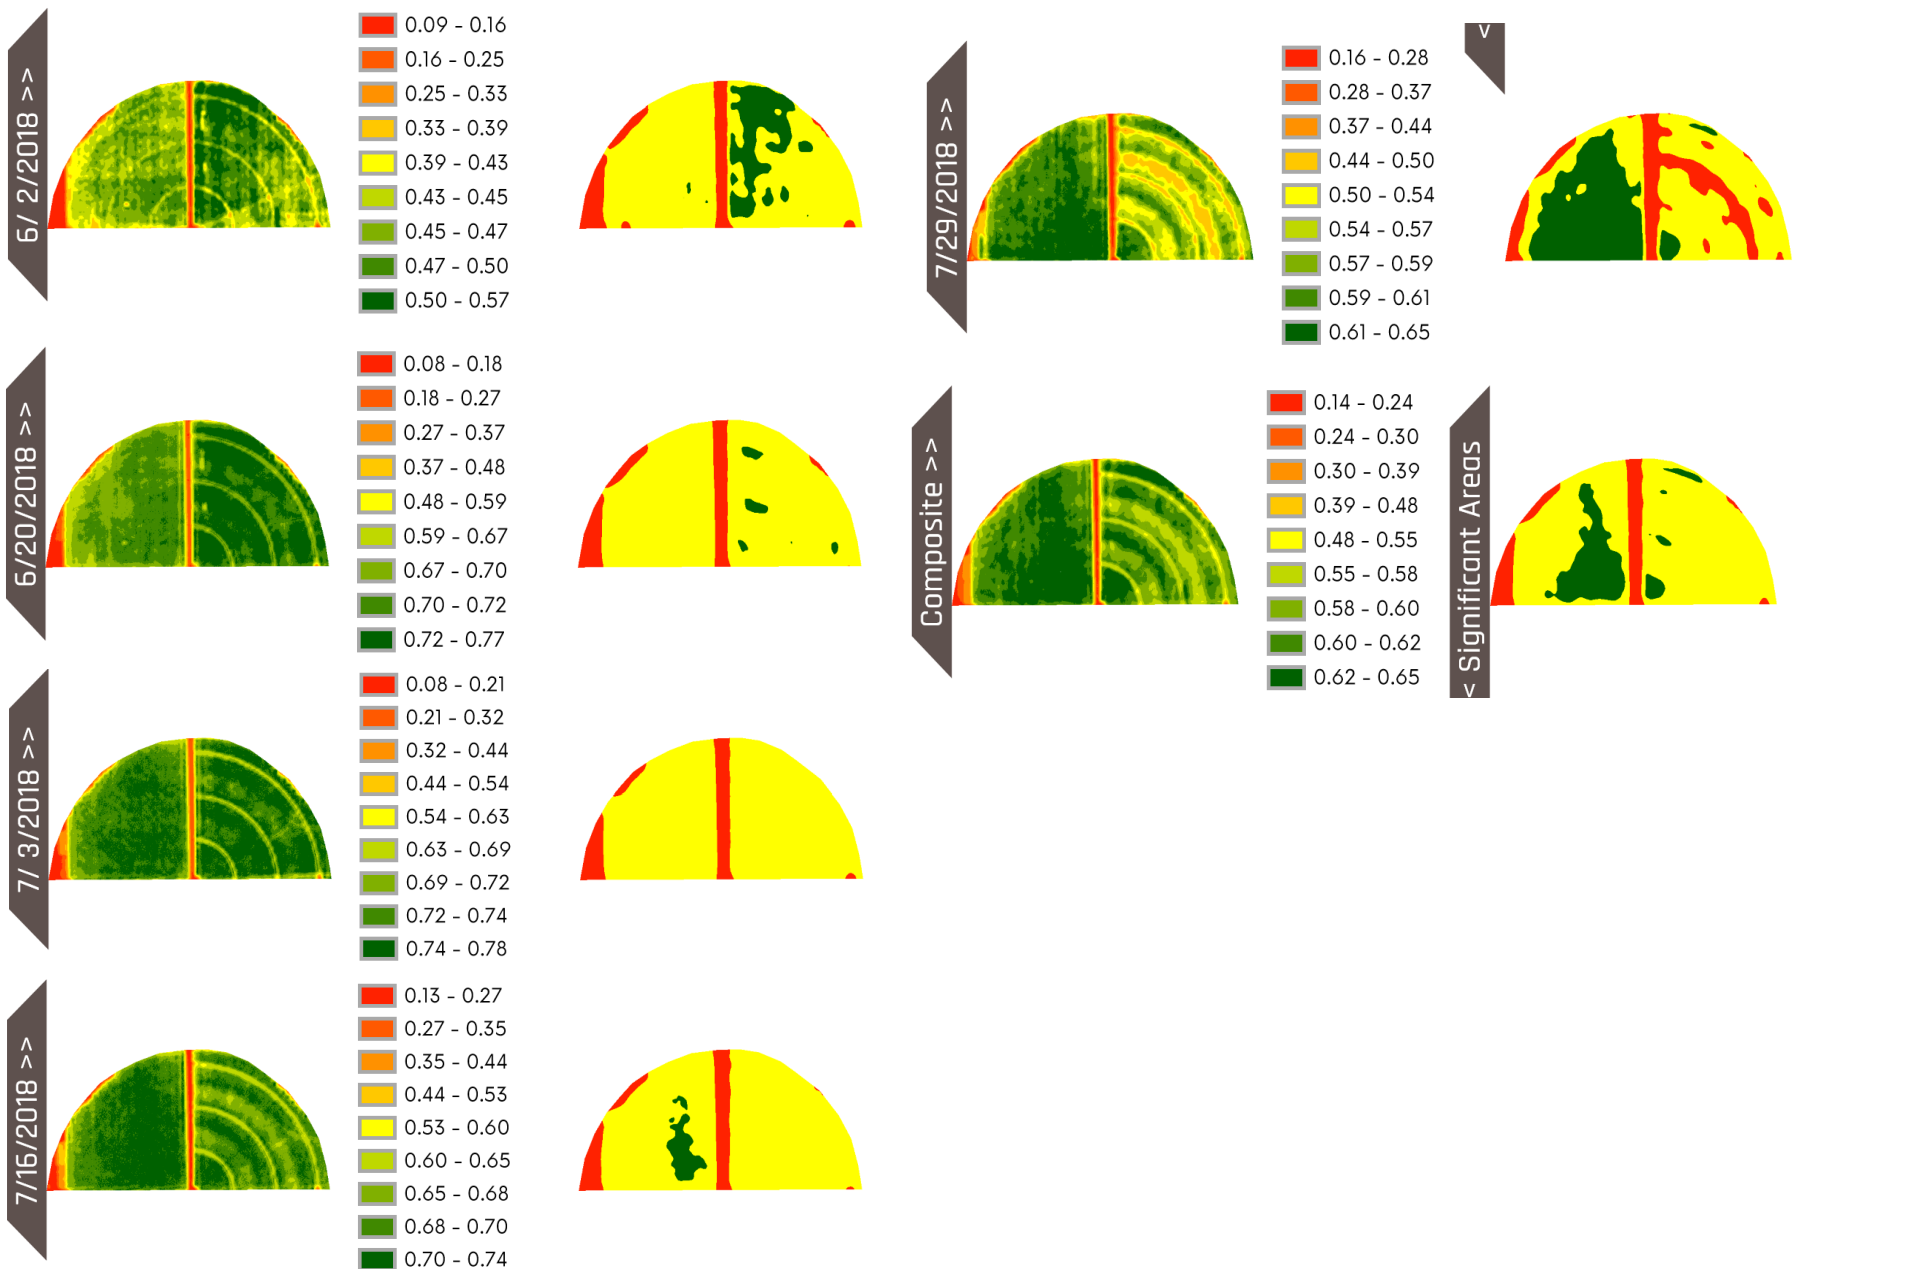 6/ 2/2018 >>
0.09 - 0.16
0.16 - 0.25
0.25 - 0.33
0.33 - 0.39
0.39 - 0.43
0.43 - 0.45
0.45 - 0.47
0.47 - 0.50
0.50 - 0.57
6/20/2018 >>
0.08 - 0.18
0.18 - 0.27
0.27 - 0.37
0.37 - 0.48
0.48 - 0.59
0.59 - 0.67
0.67 - 0.70
0.70 - 0.72
0.72 - 0.77
7/ 3/2018 >>
0.08 - 0.21
0.21 - 0.32
0.32 - 0.44
0.44 - 0.54
0.54 - 0.63
0.63 - 0.69
0.69 - 0.72
0.72 - 0.74
0.74 - 0.78
7/16/2018 >>
0.13 - 0.27
0.27 - 0.35
0.35 - 0.44
0.44 - 0.53
0.53 - 0.60
0.60 - 0.65
0.65 - 0.68
0.68 - 0.70
0.70 - 0.74
7/29/2018 >>
0.16 - 0.28
0.28 - 0.37
0.37 - 0.44
0.44 - 0.50
0.50 - 0.54
0.54 - 0.57
0.57 - 0.59
0.59 - 0.61
0.61 - 0.65
<
Composite >>
0.14 - 0.24
0.24 - 0.30
0.30 - 0.39
0.39 - 0.48
0.48 - 0.55
0.55 - 0.58
0.58 - 0.60
0.60 - 0.62
0.62 - 0.65
< Significant Areas